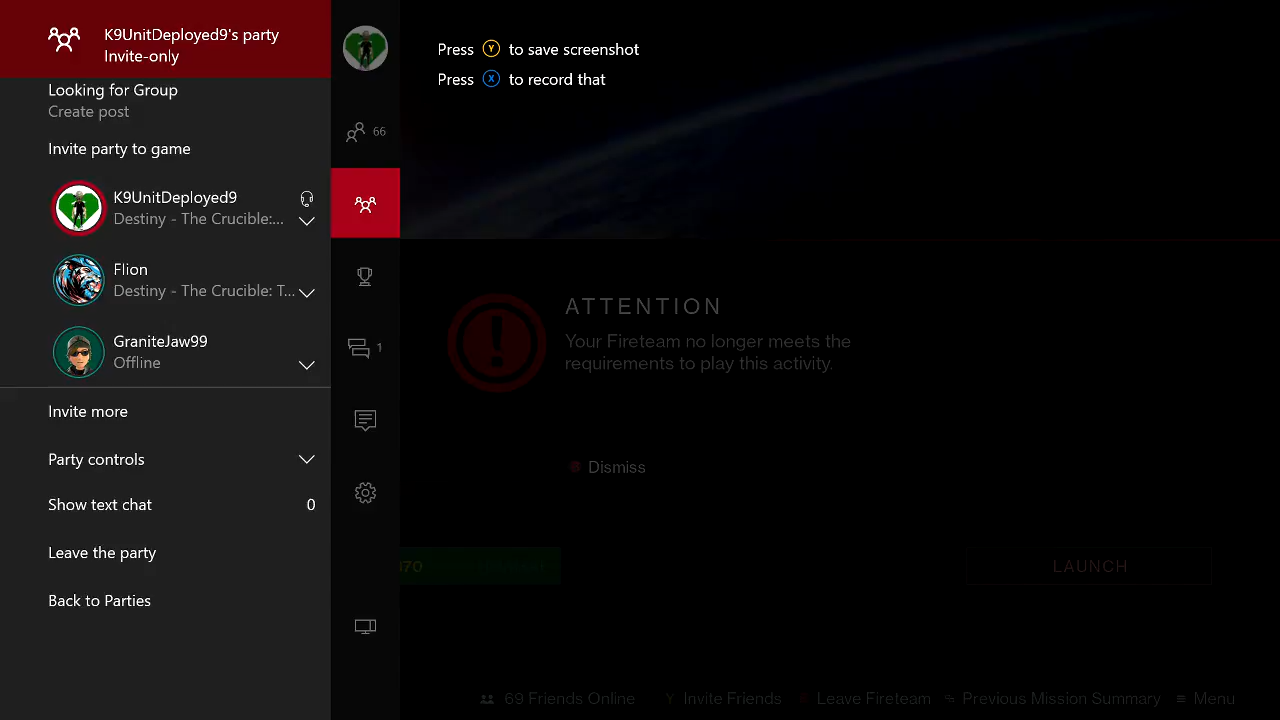 K9UnitDeployed9's party
Invite-only
Looking for Group
Create post
Invite party to game
K9UnitDeployed9
Destiny - The Crucible:...
Flion
Destiny - The Crucible: T...
GraniteJaw99
Offline
Invite more
Party controls
Show text chat 0
Leave the party
Back to Parties
66
1
Press Y to save screenshot
Press X to record that
ATTENTION
Your Fireteam no longer meets the
requirements to play this activity.
Dismiss
LAUNCH
69 Friends Online Y Invite Friends Leave Fireteam Previous Mission Summary Menu